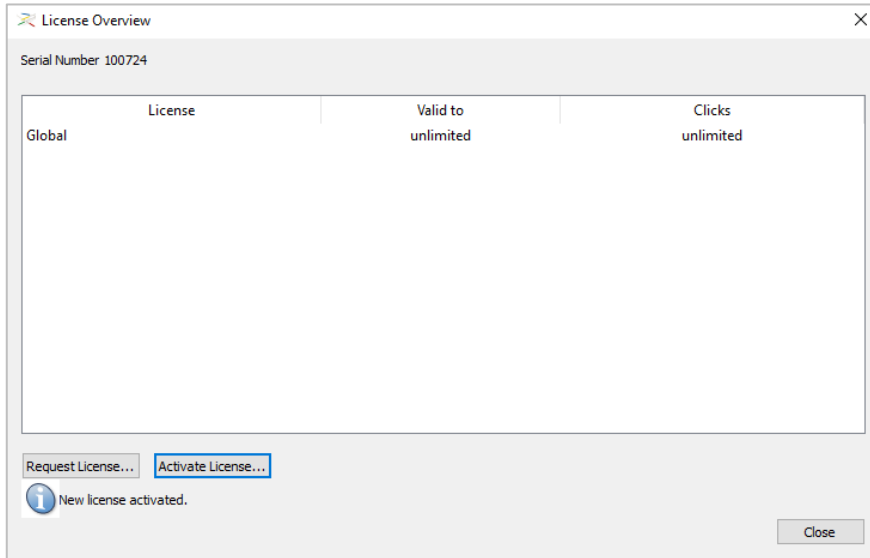 License Overview
Serial Number 100724
License Valid to Clicks
Global unlimited unlimited
Request License... Activate License...
New license activated.
Close